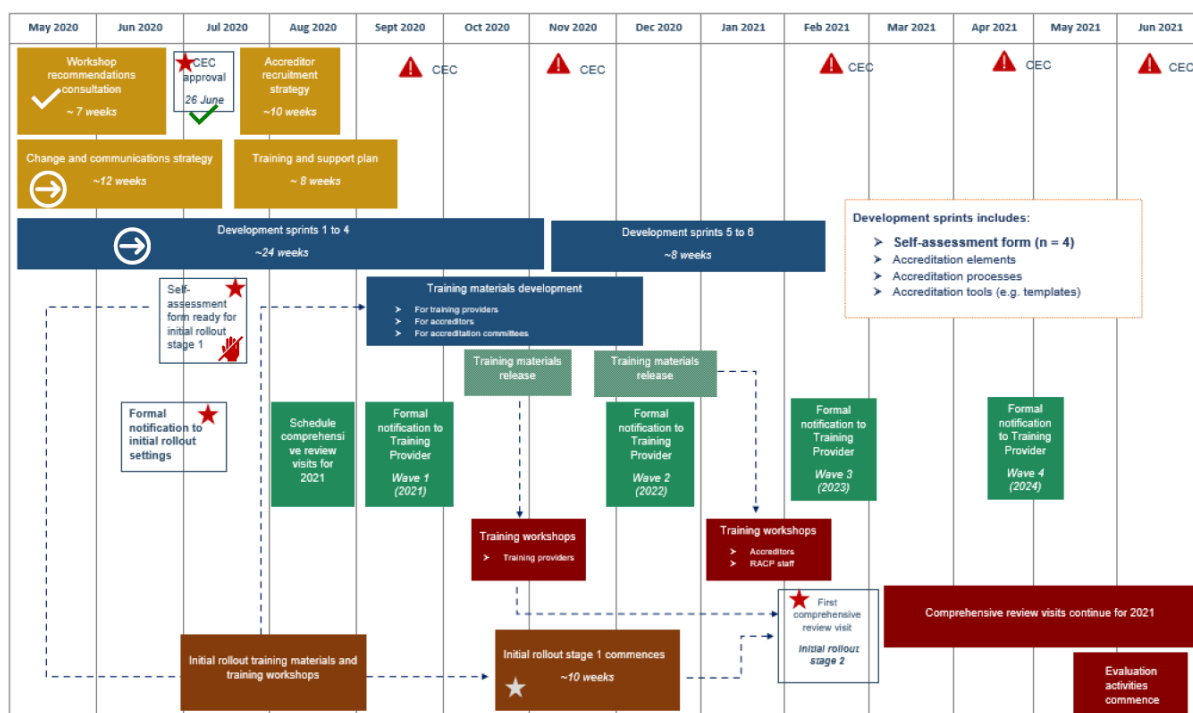 May 2020
Jun 2020
Jul 2020
Aug 2020
Sept 2020
Oct 2020
Nov 2020
Dec 2020
Jan 2021
Feb 2021
Mar 2021
Apr 2021
May 2021
Jun 2021
Workshop
recommendations
consultation
~ 7 weeks
CEC
approval
26 June
Accreditor
recruitment
strategy
~10 weeks
CEC
CEC
CEC
CEC
CEC
Change and communications strategy
~12 weeks
Training and support plan
~ 8 weeks
Development sprints 1 to 4
~24 weeks
Development sprints 5 to 6
~8 weeks
Development sprints includes:
➤ Self-assessment form (n = 4)
➤ Accreditation elements
➤ Accreditation processes
➤ Accreditation tools (e.g. templates)
Self-
assessment
form ready for
initial rollout
stage 1
Training materials development
➤ For training providers
➤ For accreditors
➤ For accreditation committees
Training materials
release
Training materials
release
Formal
notification to
initial rollout
settings
Schedule
comprehensi
ve review
visits for
2021
Formal
notification to
Training
Provider
Wave 1
(2021)
Formal
notification to
Training
Provider
Wave 2
(2022)
Formal
notification to
Training
Provider
Wave 3
(2023)
Formal
notification
to Training
Provider
Wave 4
(2024)
Training workshops
➤ Training providers
Training workshops
➤ Accreditors
➤ RACP staff
First
comprehensive
review visit
Initial rollout
stage 2
Comprehensive review visits continue for 2021
Initial rollout training materials and
training workshops
Initial rollout stage 1 commences
~10 weeks
Evaluation
activities
commence